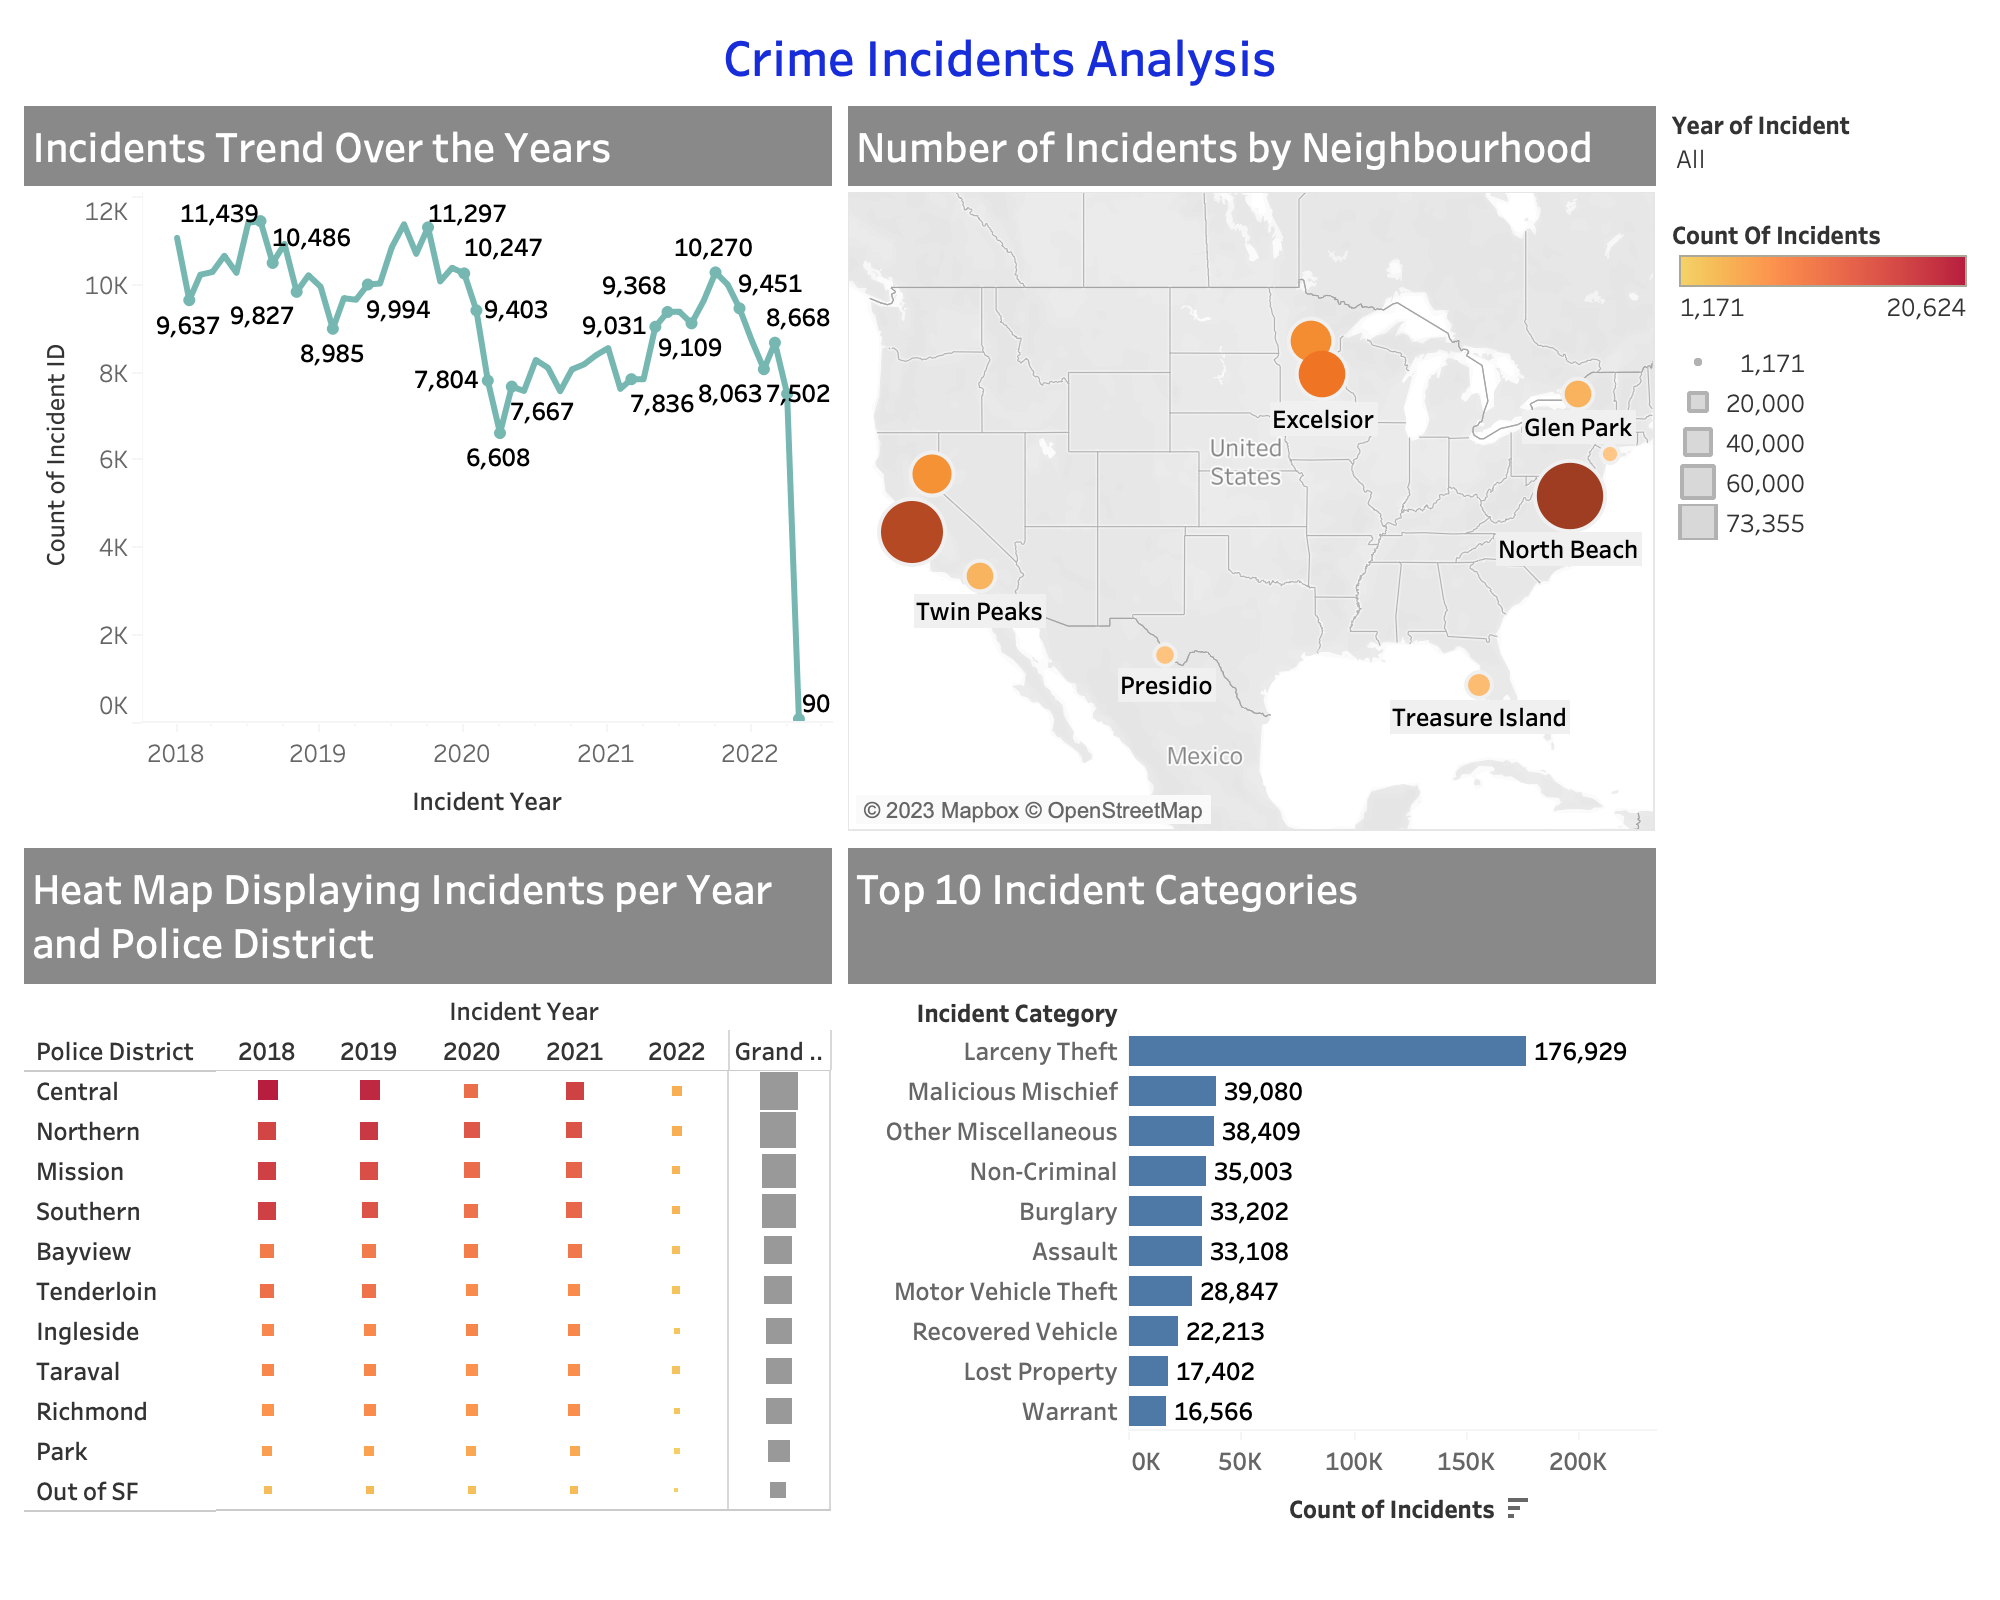 Crime Incidents Analysis
Incidents Trend Over the Years
12K
10K
8K
6K
4K
2K
0K
Count of Incident ID
11,439
11,297
10,486
10,247
10,270
9,637
9,827
9,994
8,985
9,403
9,368
9,451
9,031
8,668
9,109
7,804
7,667
7,836
8,063
7,502
6,608
90
2018
2019
2020
2021
2022
Incident Year
Number of Incidents by Neighbourhood
Excelsior
Glen Park
United
States
North Beach
Twin Peaks
Presidio
Treasure Island
Mexico
© 2023 Mapbox © OpenStreetMap
Year of Incident
All
Count Of Incidents
1,171 20,624
1,171
20,000
40,000
60,000
73,355
Heat Map Displaying Incidents per Year
and Police District
Incident Year
Police District 2018 2019 2020 2021 2022 Grand ..
Central
Northern
Mission
Southern
Bayview
Tenderloin
Ingleside
Taraval
Richmond
Park
Out of SF
Top 10 Incident Categories
Incident Category
Larceny Theft 176,929
Malicious Mischief 39,080
Other Miscellaneous 38,409
Non-Criminal 35,003
Burglary 33,202
Assault 33,108
Motor Vehicle Theft 28,847
Recovered Vehicle 22,213
Lost Property 17,402
Warrant 16,566
0K 50K 100K 150K 200K
Count of Incidents